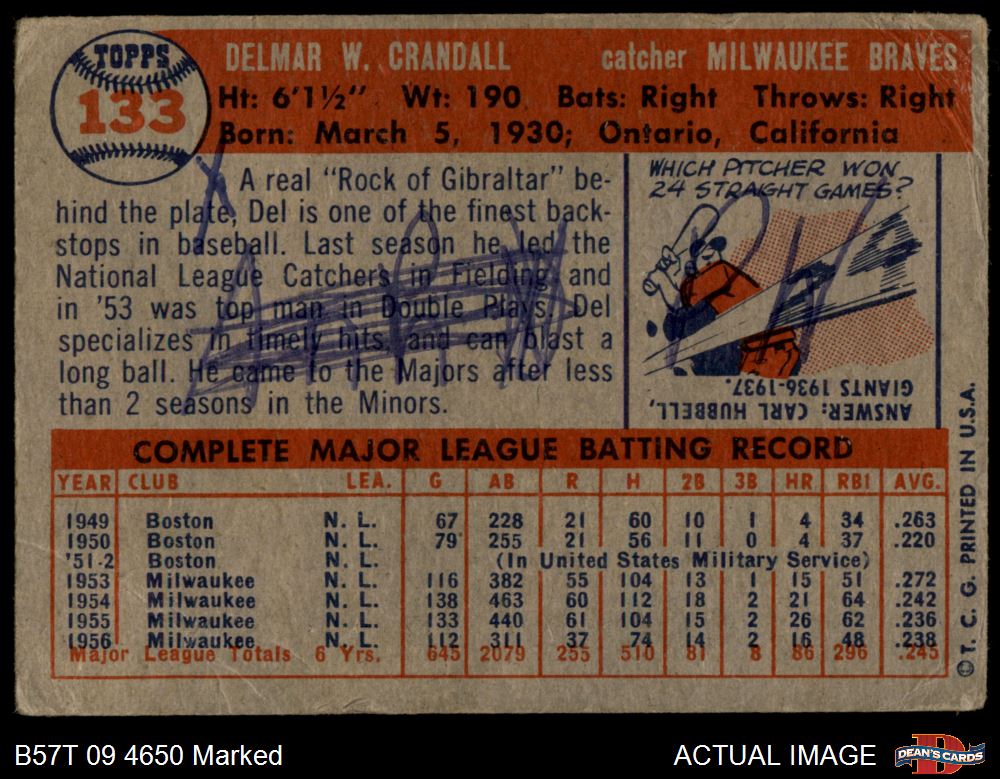 TOPPS
133
DELMAR W. CRANDALL catcher MILWAUKEE BRAVES
Ht: 6'1½" Wt: 190 Bats: Right Throws: Right
Born: March 5, 1930; Ontario, California
A real "Rock of Gibraltar" be-
hind the plate, Del is one of the finest back-
stops in baseball. Last season he led the
National League Catchers in Fielding and
in '53 was top man in Double Plays. Del
specializes in timely hits, and can blast a
long ball. He came to the Majors after less
than 2 seasons in the Minors.
WHICH PITCHER WON
24 STRAIGHT GAMES?
24
ANSWER: CARL HUBBELL,
GIANTS 1936-1937.
COMPLETE MAJOR LEAGUE BATTING RECORD
YEAR CLUB LEA. G AB R H 2B 3B HR RBI AVG.
1949 Boston N. L. 67 228 21 60 10 1 4 34 .263
1950 Boston N. L. 79 255 21 56 11 0 4 37 .220
'51-2 Boston N. L. (In United States Military Service)
1953 Milwaukee N. L. 116 382 55 104 13 1 15 51 .272
1954 Milwaukee N. L. 138 463 60 112 18 2 21 64 .242
1955 Milwaukee N. L. 133 440 61 104 15 2 26 62 .236
1956 Milwaukee N. L. 112 311 37 74 14 2 16 48 .238
Major League Totals 6 Yrs. 645 2079 255 510 81 8 86 296 .245
© T. C. G. PRINTED IN U.S.A.
B57T 09 4650 Marked
ACTUAL IMAGE
DEAN'S CARDS